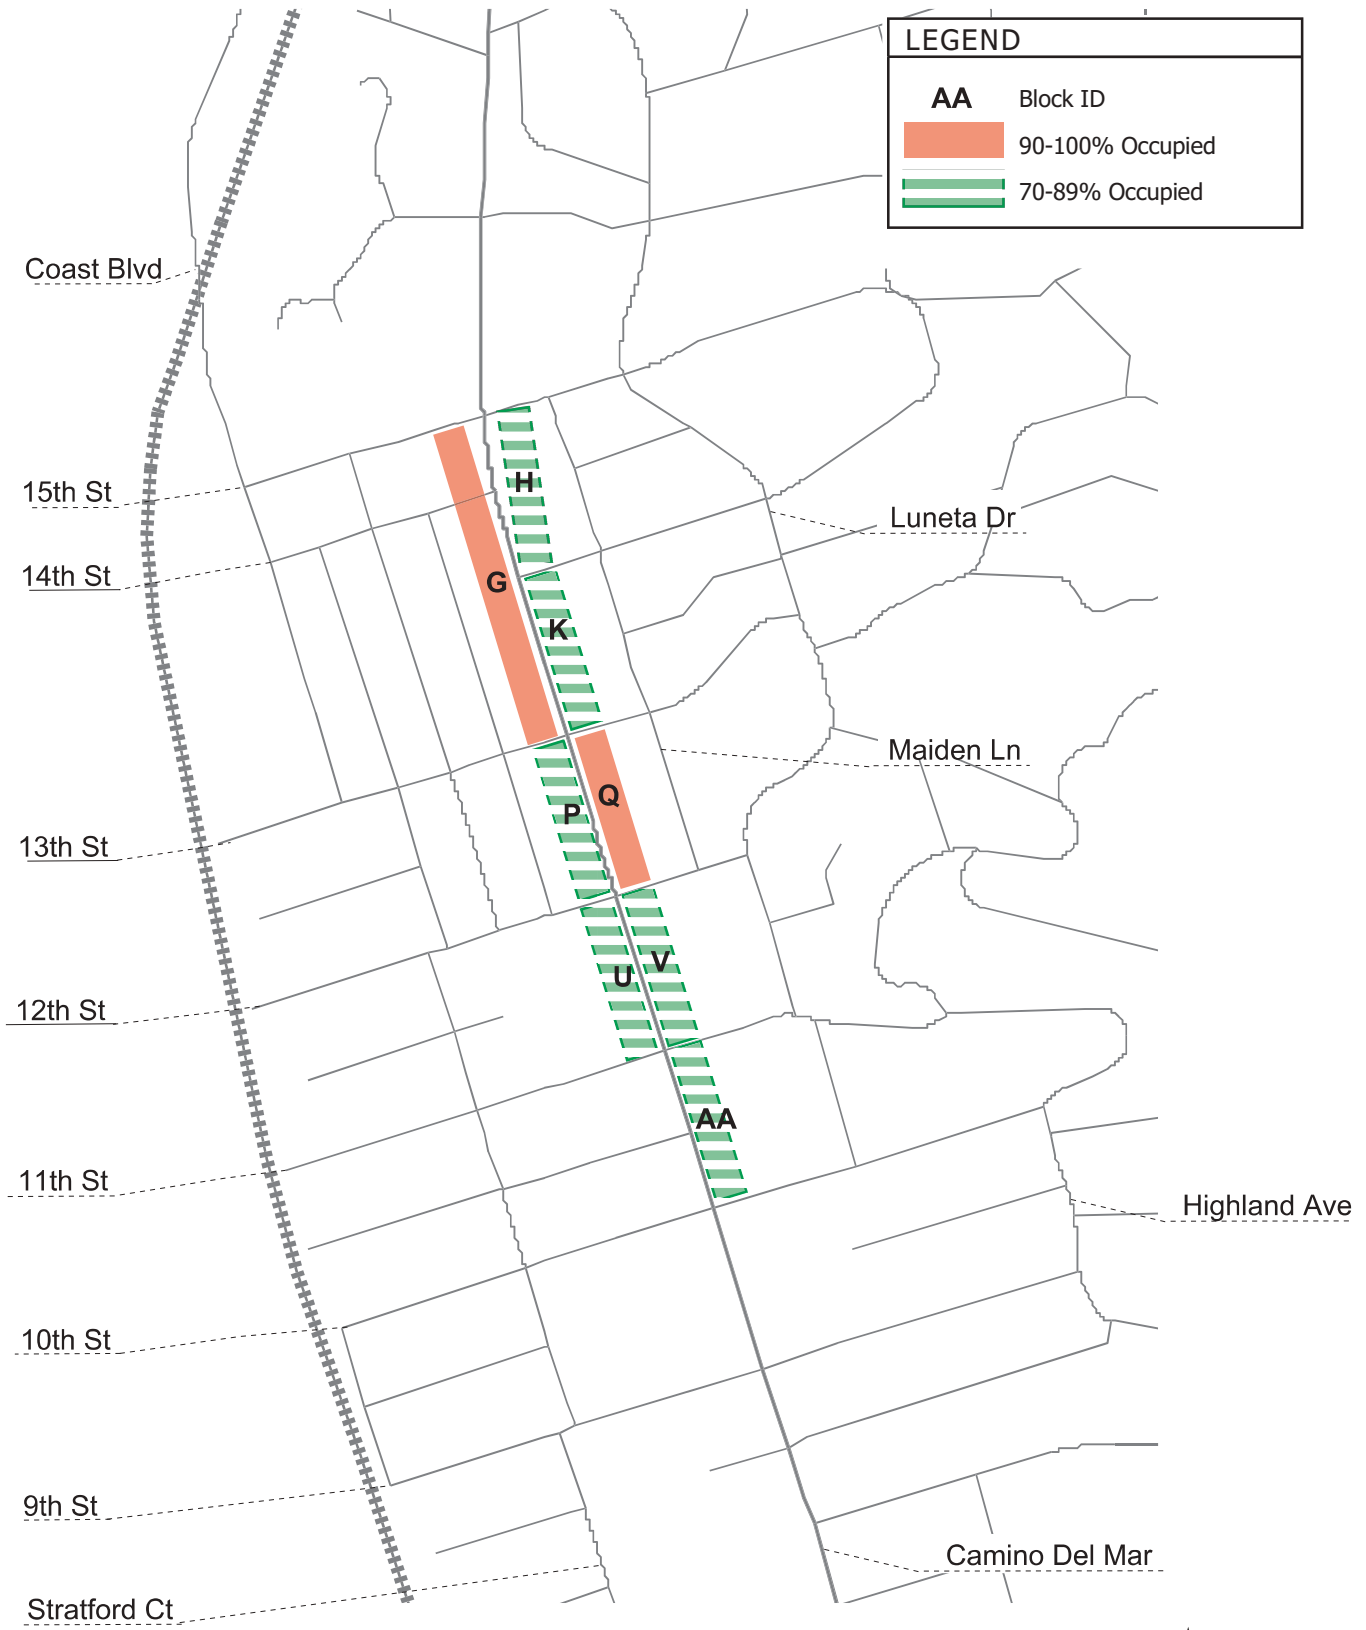 LEGEND
AA Block ID
90-100% Occupied
70-89% Occupied
Coast Blvd
15th St
H
Luneta Dr
14th St
G
K
Maiden Ln
Q
P
13th St
V
U
12th St
AA
11th St
Highland Ave
10th St
9th St
Camino Del Mar
Stratford Ct